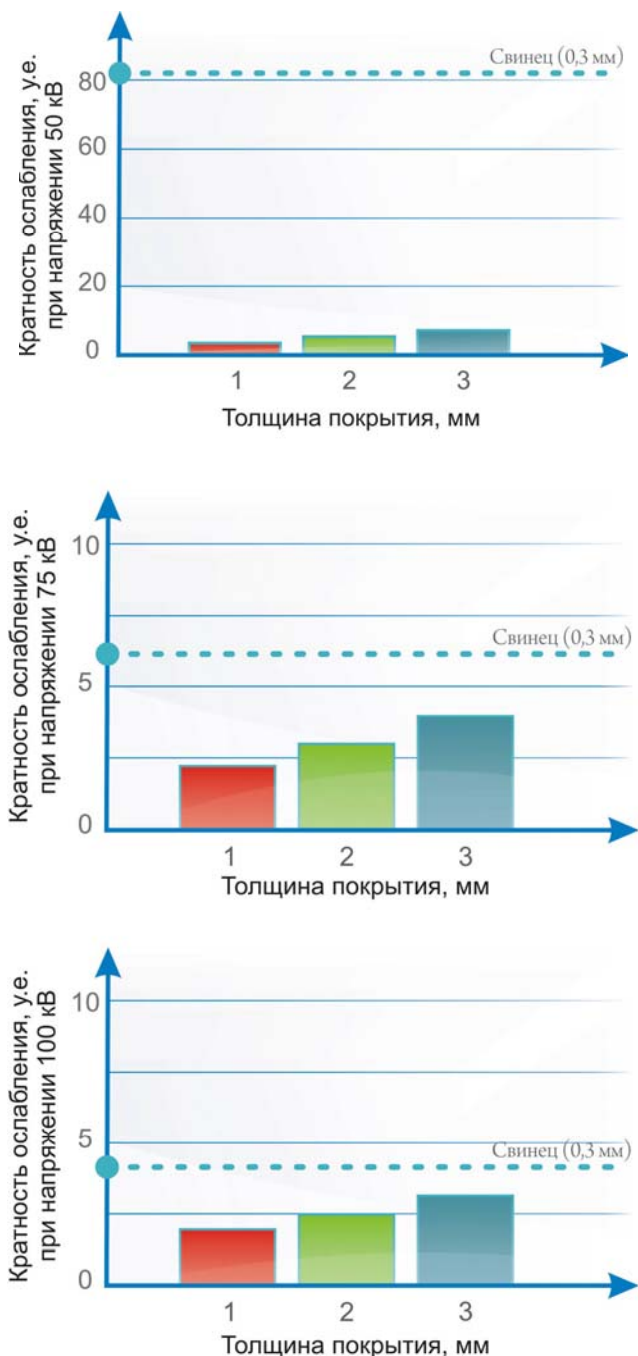 Кратность ослабления, у.е.
при напряжении 50 кВ
Свинец (0,3 мм)
80
60
40
20
0
1 2 3
Толщина покрытия, мм
Кратность ослабления, у.е.
при напряжении 75 кВ
10
Свинец (0,3 мм)
5
0
1 2 3
Толщина покрытия, мм
Кратность ослабления, у.е.
при напряжении 100 кВ
10
5
Свинец (0,3 мм)
0
1 2 3
Толщина покрытия, мм